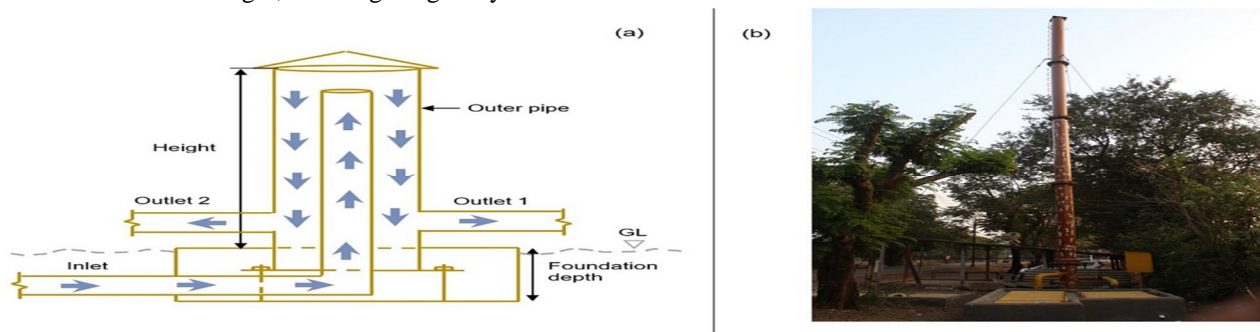 (a)
(b)
Outer pipe
Height
Outlet 2
Outlet 1
GL
Inlet
Foundation
depth